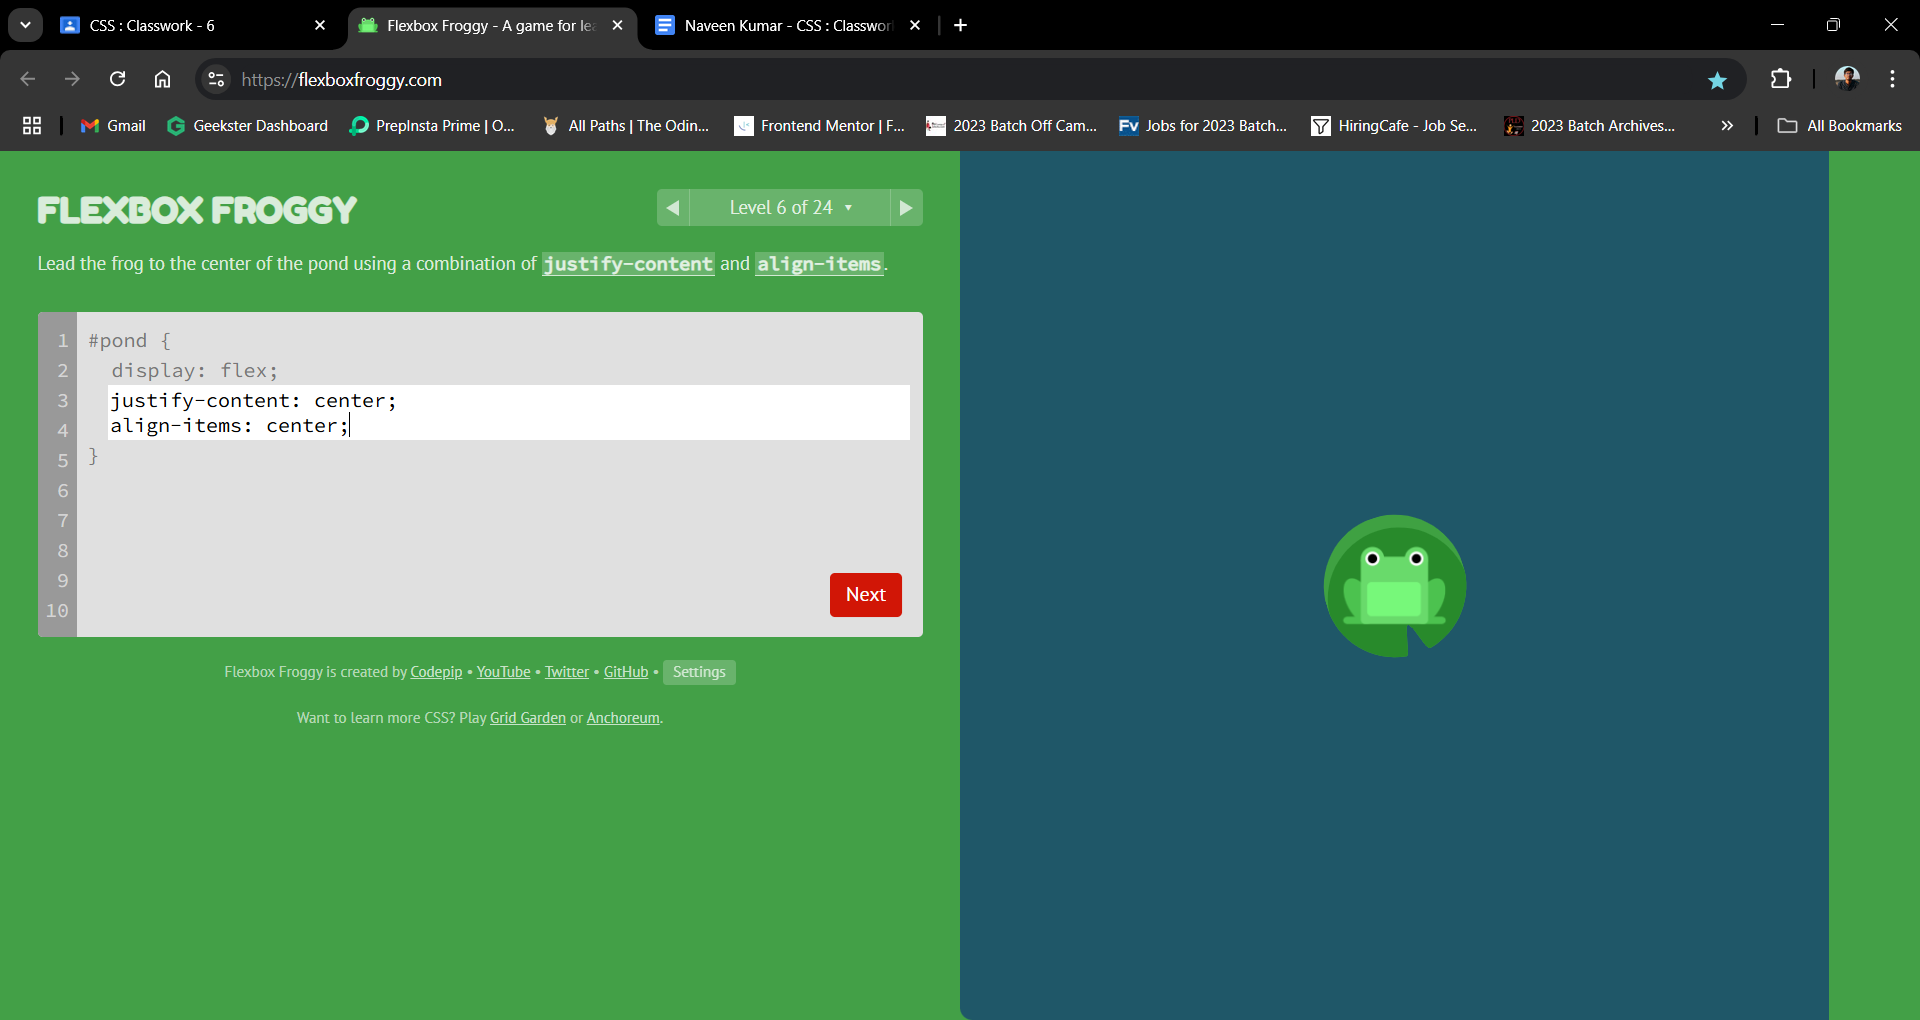 CSS : Classwork - 6
Flexbox Froggy - A game for le
Naveen Kumar - CSS : Classwor
https://flexboxfroggy.com
Gmail
Geekster Dashboard
PrepInsta Prime | O...
All Paths | The Odin...
Frontend Mentor | F...
2023 Batch Off Cam...
Fv Jobs for 2023 Batch...
HiringCafe - Job Se...
2023 Batch Archives...
All Bookmarks
FLEXBOX FROGGY
Level 6 of 24
Lead the frog to the center of the pond using a combination of justify-content and align-items.
1 #pond {
2 display: flex;
3 justify-content: center;
4 align-items: center;
5 }
6
7
8
9
10
Next
Flexbox Froggy is created by Codepip • YouTube • Twitter • GitHub • Settings
Want to learn more CSS? Play Grid Garden or Anchoreum.